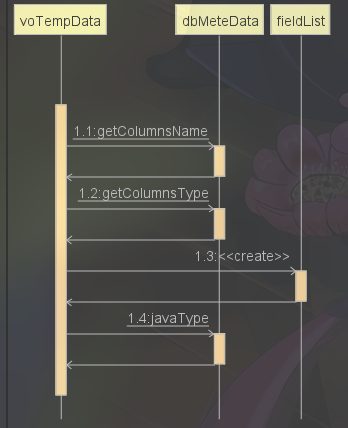 voTempData
dbMeteData
fieldList
1.1:getColumnsName
1.2:getColumnsType
1.3:<<create>>
1.4:javaType